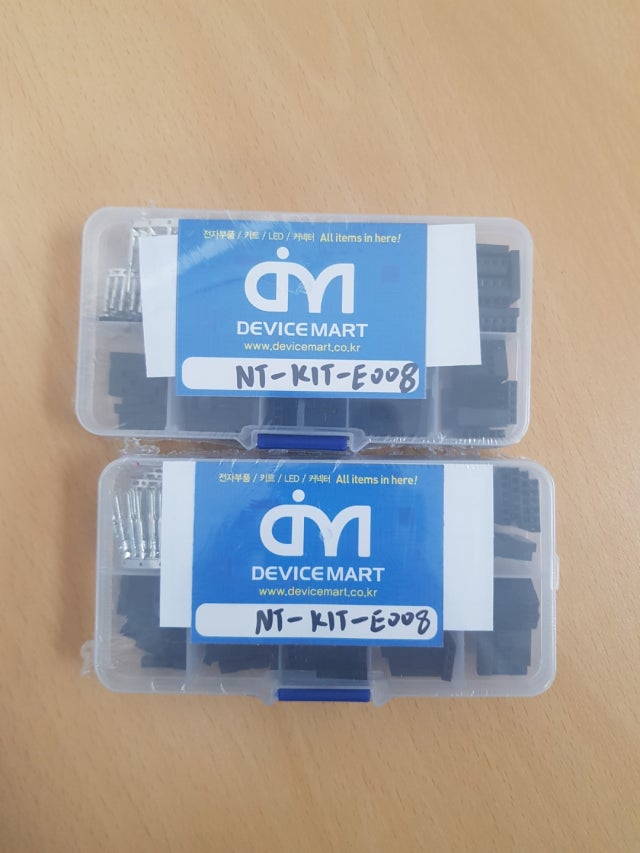 전자부품 / 키트 / LED / 커넥터 All items in here!
DM
DEVICEMART
www.devicemart.co.kr
NT-KIT-E008
전자부품 / 키트 / LED / 커넥터 All items in here!
DM
DEVICEMART
www.devicemart.co.kr
NT-KIT-E008